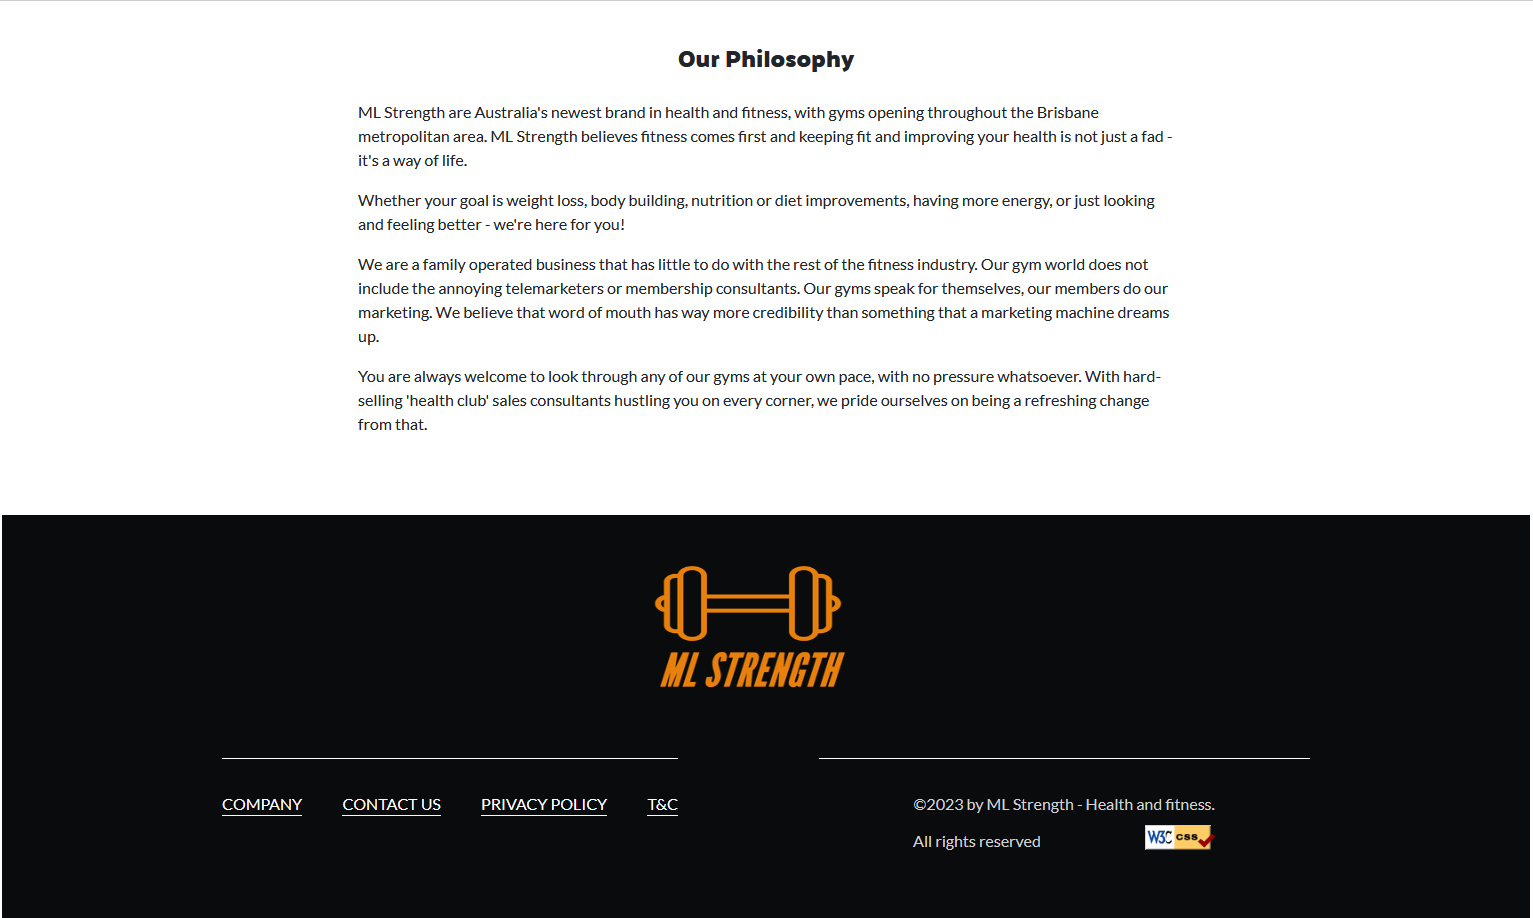 Our Philosophy
ML Strength are Australia's newest brand in health and fitness, with gyms opening throughout the Brisbane
metropolitan area. ML Strength believes fitness comes first and keeping fit and improving your health is not just a fad -
it's a way of life.
Whether your goal is weight loss, body building, nutrition or diet improvements, having more energy, or just looking
and feeling better - we're here for you!
We are a family operated business that has little to do with the rest of the fitness industry. Our gym world does not
include the annoying telemarketers or membership consultants. Our gyms speak for themselves, our members do our
marketing. We believe that word of mouth has way more credibility than something that a marketing machine dreams
up.
You are always welcome to look through any of our gyms at your own pace, with no pressure whatsoever. With hard-
selling 'health club' sales consultants hustling you on every corner, we pride ourselves on being a refreshing change
from that.
ML STRENGTH
COMPANY CONTACT US PRIVACY POLICY T&C
©2023 by ML Strength - Health and fitness.
All rights reserved
W3C css